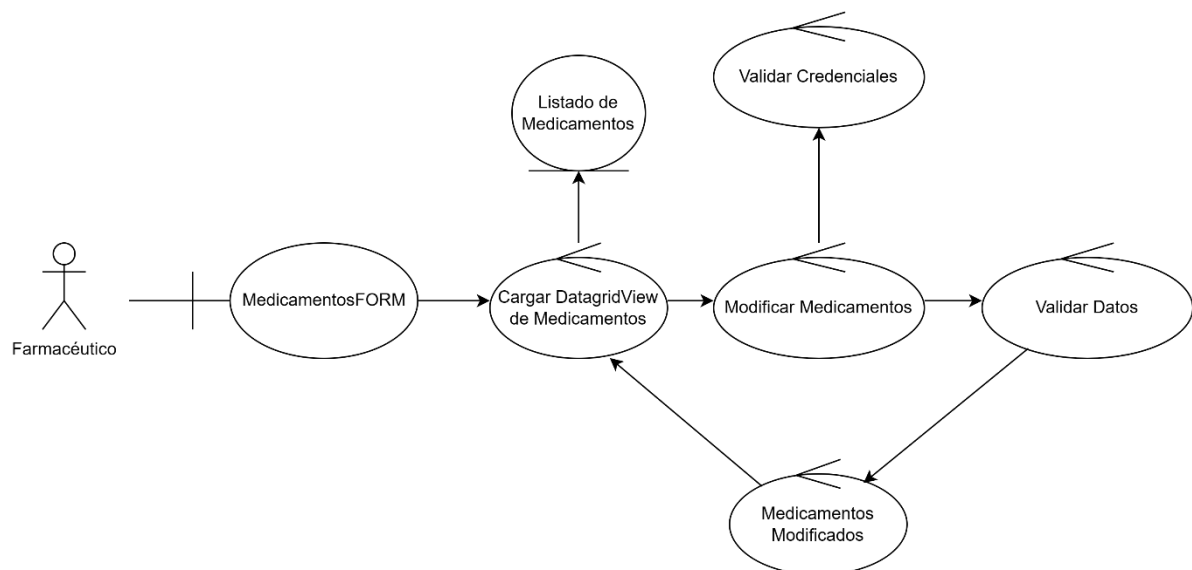 Validar Credenciales
Listado de
Medicamentos
Farmacéutico
MedicamentosFORM
Cargar DatagridView
de Medicamentos
Modificar Medicamentos
Validar Datos
Medicamentos
Modificados